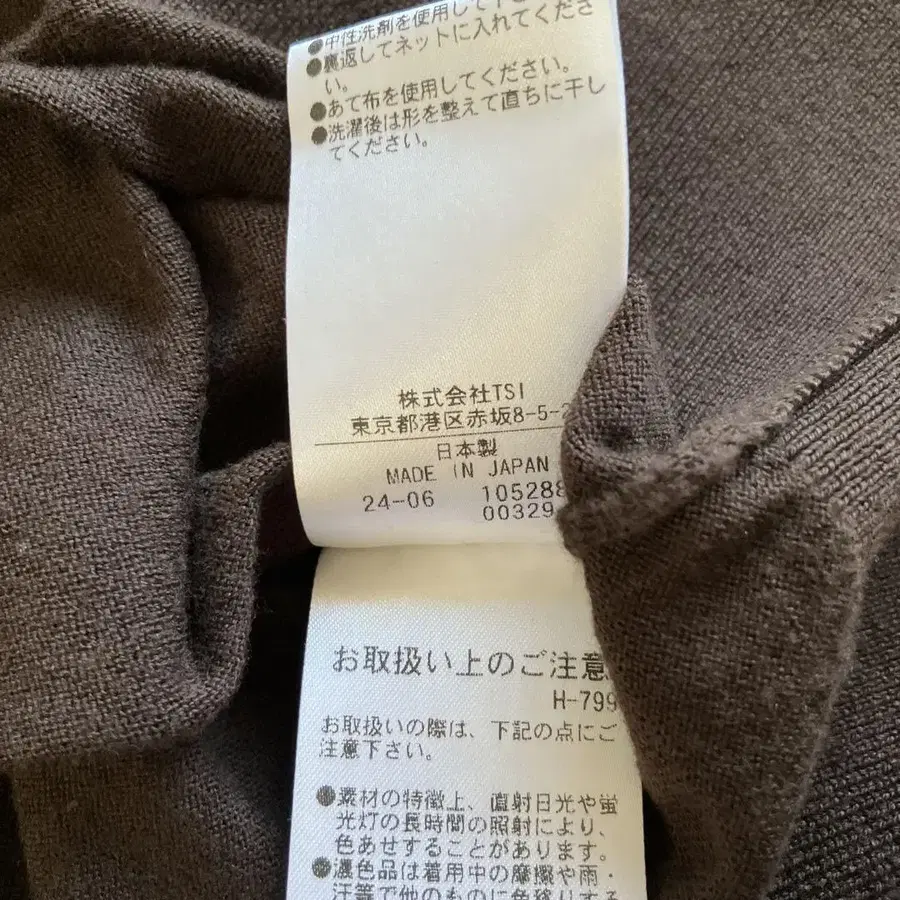 ●中性洗剤を使用して下さ
●裏返してネットに入れてくださ
い。
●あて布を使用してください。
●洗濯後は形を整えて直ちに干し
てください。
株式会社TSI
東京都港区赤坂8-5-2
日本製
MADE IN JAPAN
24-06 105288
00329
お取扱い上のご注意
H-799
お取扱いの際は、下記の点にご
注意下さい。
●素材の特徴上、直射日光や蛍
光灯の長時間の照射により、
色あせすることがあります。
●濃色品は着用中の摩擦や雨・
汗等で他のものに色移りする